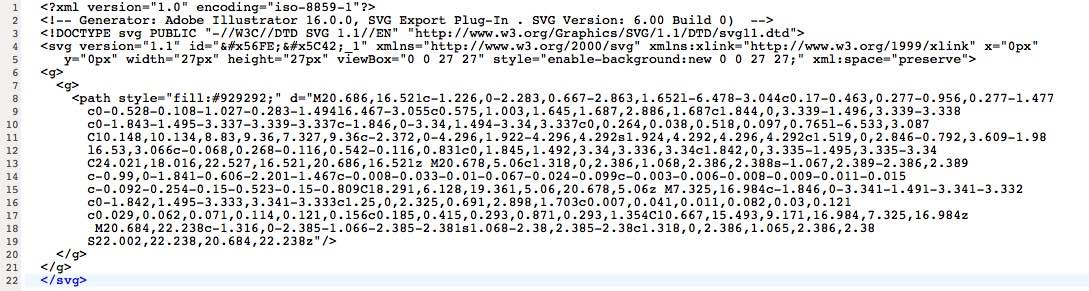 1 <?xml version="1.0" encoding="iso-8859-1"?>
2 <!-- Generator: Adobe Illustrator 16.0.0, SVG Export Plug-In . SVG Version: 6.00 Build 0)  -->
3 <!DOCTYPE svg PUBLIC "-//W3C//DTD SVG 1.1//EN" "http://www.w3.org/Graphics/SVG/1.1/DTD/svg11.dtd">
4 <svg version="1.1" id="&#x56FE;&#x5C42;_1" xmlns="http://www.w3.org/2000/svg" xmlns:xlink="http://www.w3.org/1999/xlink" x="0px"
5 y="0px" width="27px" height="27px" viewBox="0 0 27 27" style="enable-background:new 0 0 27 27;" xml:space="preserve">
6 <g>
7 <g>
8 <path style="fill:#929292;" d="M20.686,16.521c-1.226,0-2.283,0.667-2.863,1.652l-6.478-3.044c0.17-0.463,0.277-0.956,0.277-1.477
9 c0-0.528-0.108-1.027-0.283-1.494l6.467-3.055c0.575,1.003,1.645,1.687,2.886,1.687c1.844,0,3.339-1.496,3.339-3.338
10 c0-1.843-1.495-3.337-3.339-3.337c-1.846,0-3.34,1.494-3.34,3.337c0,0.264,0.038,0.518,0.097,0.765l-6.533,3.087
11 C10.148,10.134,8.83,9.36,7.327,9.36c-2.372,0-4.296,1.922-4.296,4.292s1.924,4.292,4.296,4.292c1.519,0,2.846-0.792,3.609-1.98
12 l6.53,3.066c-0.068,0.268-0.116,0.542-0.116,0.831c0,1.845,1.492,3.34,3.336,3.34c1.842,0,3.335-1.495,3.335-3.34
13 C24.021,18.016,22.527,16.521,20.686,16.521z M20.678,5.06c1.318,0,2.386,1.068,2.386,2.388s-1.067,2.389-2.386,2.389
14 c-0.99,0-1.841-0.606-2.201-1.467c-0.008-0.033-0.01-0.067-0.024-0.099c-0.003-0.006-0.008-0.009-0.011-0.015
15 c-0.092-0.254-0.15-0.523-0.15-0.809C18.291,6.128,19.361,5.06,20.678,5.06z M7.325,16.984c-1.846,0-3.341-1.491-3.341-3.332
16 c0-1.842,1.495-3.333,3.341-3.333c1.25,0,2.325,0.691,2.898,1.703c0.007,0.041,0.011,0.082,0.03,0.121
17 c0.029,0.062,0.071,0.114,0.121,0.156c0.185,0.415,0.293,0.871,0.293,1.354C10.667,15.493,9.171,16.984,7.325,16.984z
18 M20.684,22.238c-1.316,0-2.385-1.066-2.385-2.381s1.068-2.38,2.385-2.38c1.318,0,2.386,1.065,2.386,2.38
19 S22.002,22.238,20.684,22.238z"/>
20 </g>
21 </g>
22 </svg>